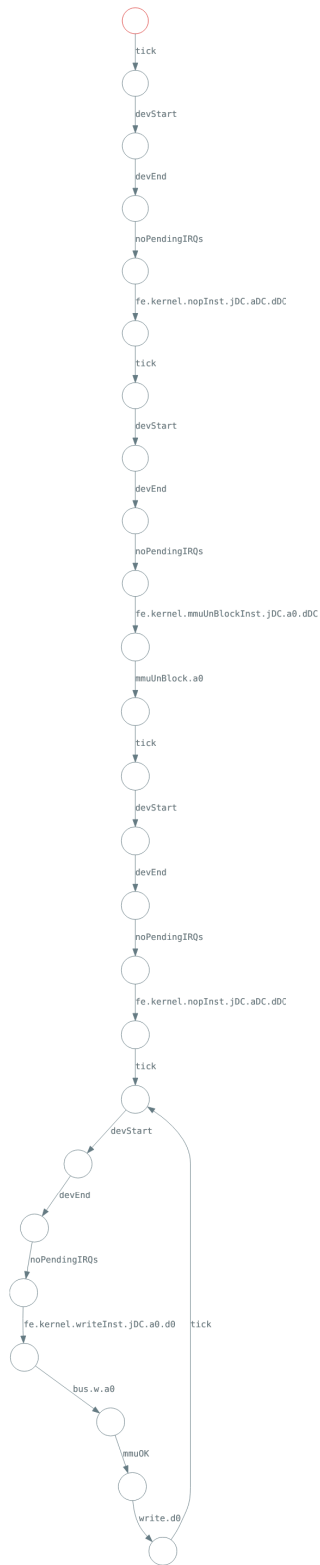 tick
devStart
devEnd
noPendingIRQs
fe.kernel.nopInst.jDC.aDC.dDC
tick
devStart
devEnd
noPendingIRQs
fe.kernel.mmuUnBlockInst.jDC.a0.dDC
mmuUnBlock.a0
tick
devStart
devEnd
noPendingIRQs
fe.kernel.nopInst.jDC.aDC.dDC
tick
devStart
devEnd
noPendingIRQs
fe.kernel.writeInst.jDC.a0.d0 tick
bus.w.a0
mmuOK
write.d0